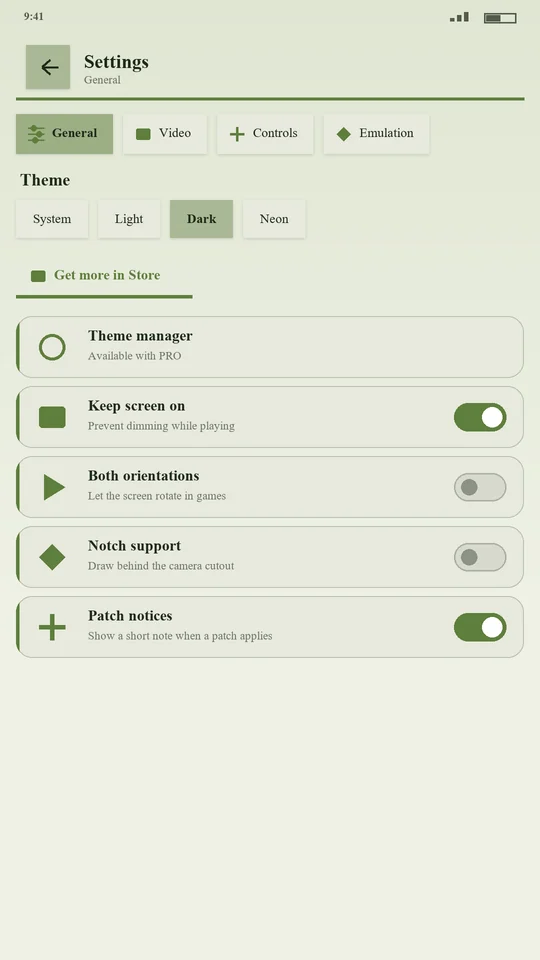 9:41
Settings
General
General
Video
Controls
Emulation
Theme
System
Light
Dark
Neon
Get more in Store
Theme manager
Available with PRO
Keep screen on
Prevent dimming while playing
Both orientations
Let the screen rotate in games
Notch support
Draw behind the camera cutout
Patch notices
Show a short note when a patch applies